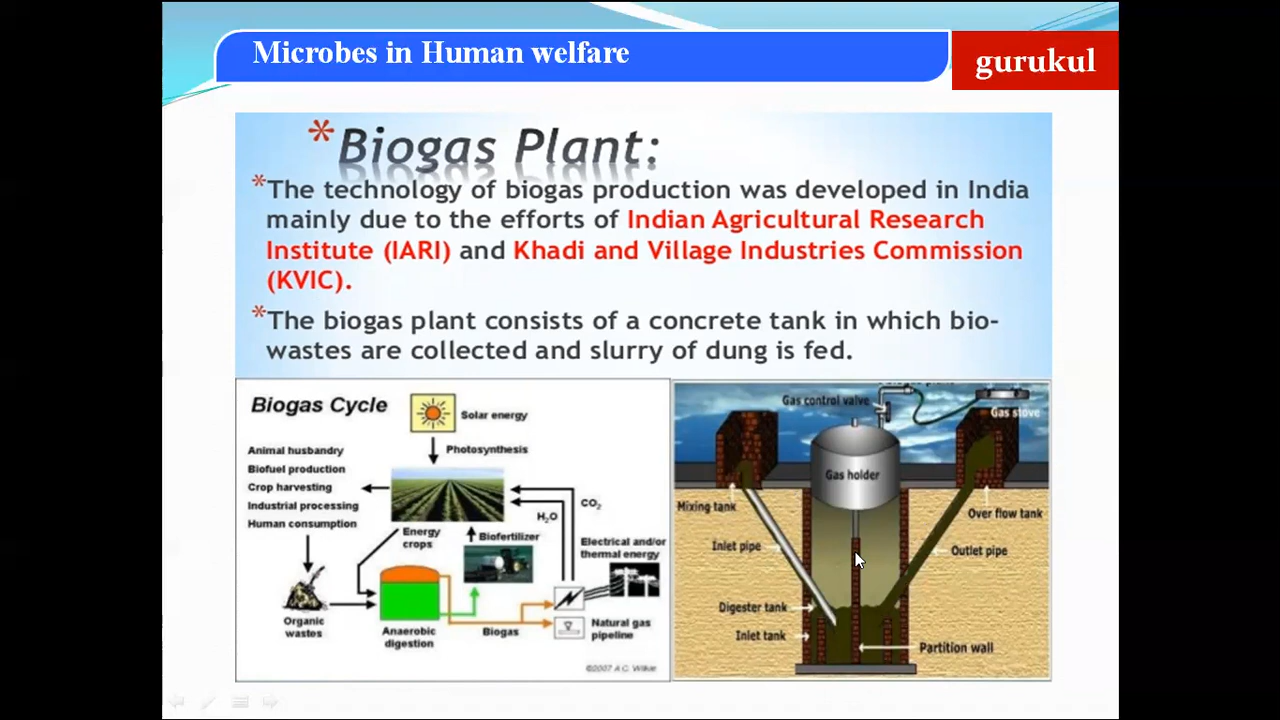 Microbes in Human welfare
gurukul
*Biogas Plant:
*The technology of biogas production was developed in India
mainly due to the efforts of Indian Agricultural Research
Institute (IARI) and Khadi and Village Industries Commission
(KVIC).
*The biogas plant consists of a concrete tank in which bio-
wastes are collected and slurry of dung is fed.
Biogas Cycle
Solar energy
Photosynthesis
Animal husbandry
Biofuel production
Crop harvesting
Industrial processing
Human consumption
CO2
H2O
Energy
crops
Biofertilizer
Electrical and/or
thermal energy
Organic
wastes
Anaerobic
digestion
Biogas
Natural gas
pipeline
©2007 A.C. Wilkie
Gas control valve
Gas stove
Gas holder
Mixing tank
Over flow tank
Inlet pipe
Outlet pipe
Digester tank
Inlet tank
Partition wall